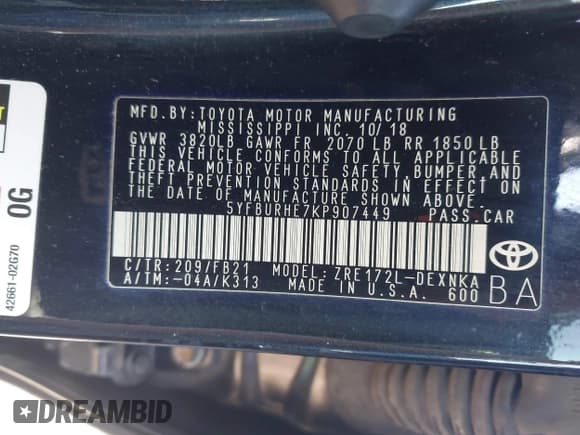 MFD.BY:TOYOTA MOTOR MANUFACTURING
MISSISSIPPI INC. 10/18
GVWR 3820LB GAWR FR 2070 LB RR 1850 LB
THIS VEHICLE CONFORMS TO ALL APPLICABLE
FEDERAL MOTOR VEHICLE SAFETY, BUMPER, AND
THEFT PREVENTION STANDARDS IN EFFECT ON
THE DATE OF MANUFACTURE SHOWN ABOVE.
5YFBURHE7KP907449 PASS.CAR
C/TR:209/FB21 MODEL:ZRE172L-DEXNKA
A/TM:-04A/K313 MADE IN U.S.A. 600
BA
42661-02G70
0G
DREAMBID